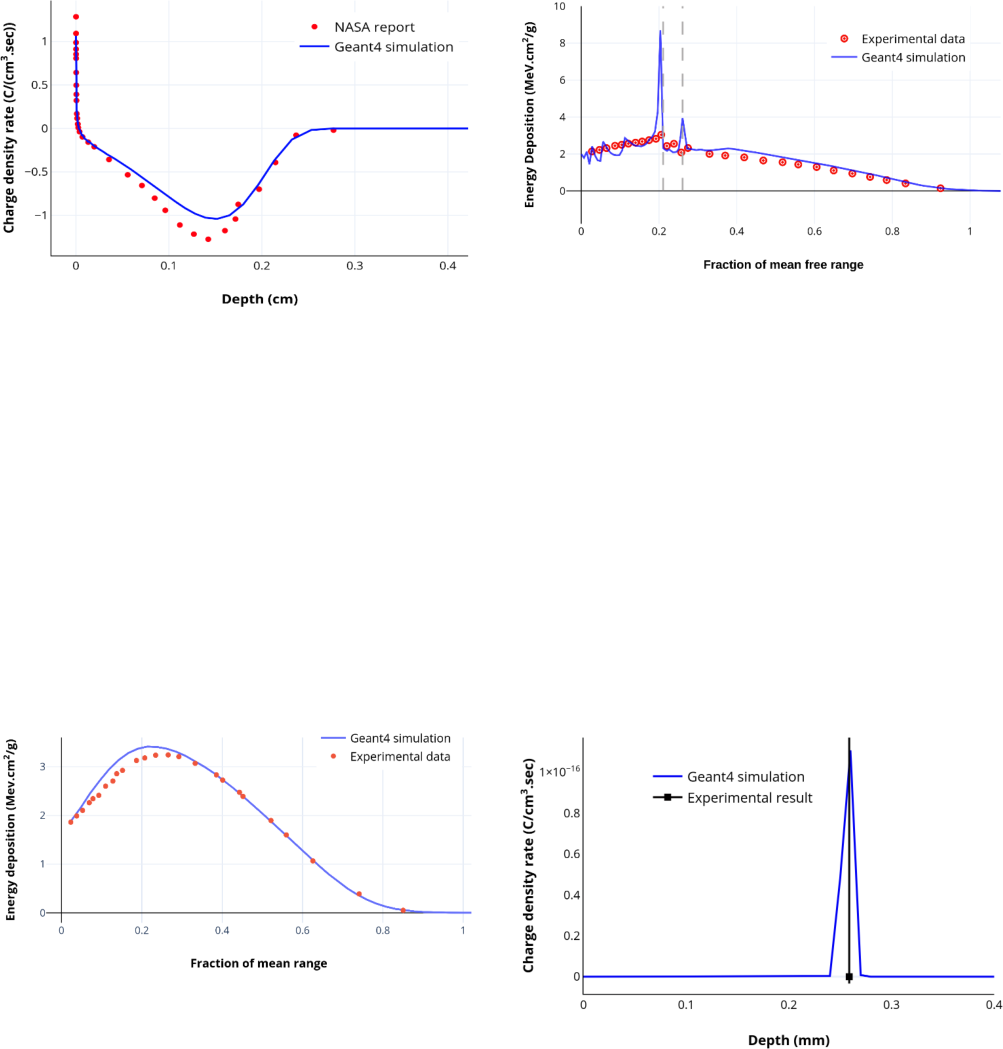 Charge density rate (C/(cm³.sec))
1
0.5
0
−0.5
−1
NASA report
Geant4 simulation
0
0.1
0.2
0.3
0.4
Depth (cm)
Energy Deposition (MeV.cm²/g)
10
8
6
4
2
0
Experimental data
Geant4 simulation
0
0.2
0.4
0.6
0.8
1
Fraction of mean free range
Energy deposition (Mev.cm²/g)
3
2
1
0
Geant4 simulation
Experimental data
0
0.2
0.4
0.6
0.8
1
Fraction of mean range
Charge density rate (C/cm³.sec)
1×10⁻¹⁶
0.8
0.6
0.4
0.2
0
Geant4 simulation
Experimental result
0
0.1
0.2
0.3
0.4
Depth (mm)